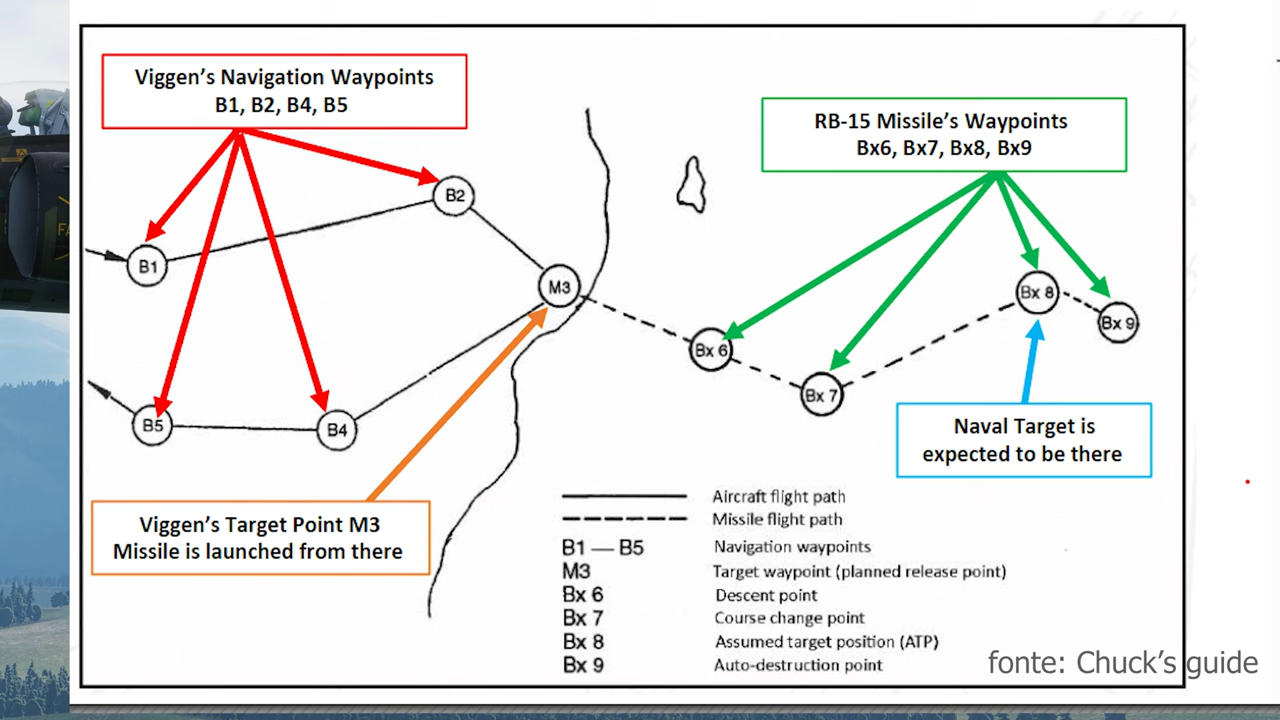 Viggen's Navigation Waypoints
B1, B2, B4, B5
RB-15 Missile's Waypoints
Bx6, Bx7, Bx8, Bx9
B2
B1
M3
Bx 8
Bx 9
Bx 6
Bx 7
B5
B4
Naval Target is
expected to be there
Viggen's Target Point M3
Missile is launched from there
Aircraft flight path
Missile flight path
B1 — B5 Navigation waypoints
M3 Target waypoint (planned release point)
Bx 6 Descent point
Bx 7 Course change point
Bx 8 Assumed target position (ATP)
Bx 9 Auto-destruction point
fonte: Chuck's guide